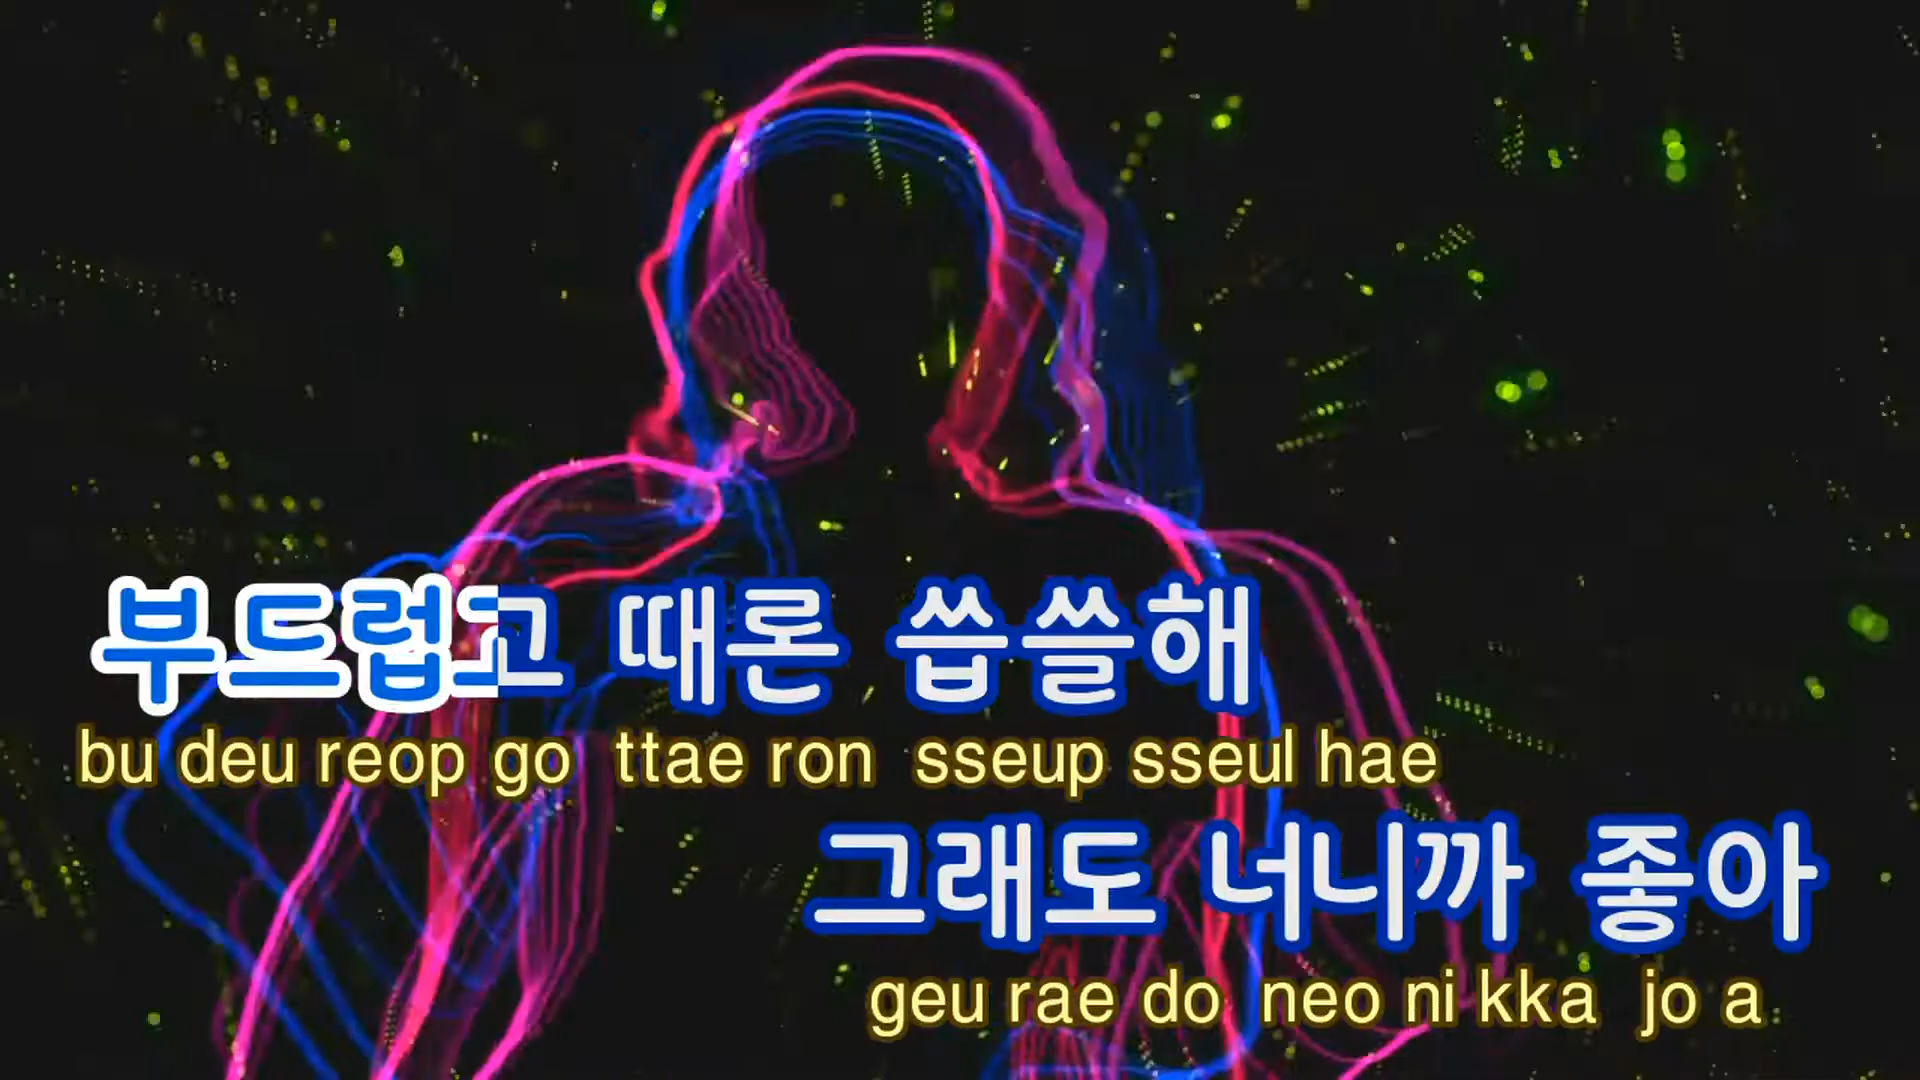 부드럽고 때론 씁쓸해
bu deu reop go ttae ron sseup sseul hae
그래도 너니까 좋아
geu rae do neo ni kka jo a